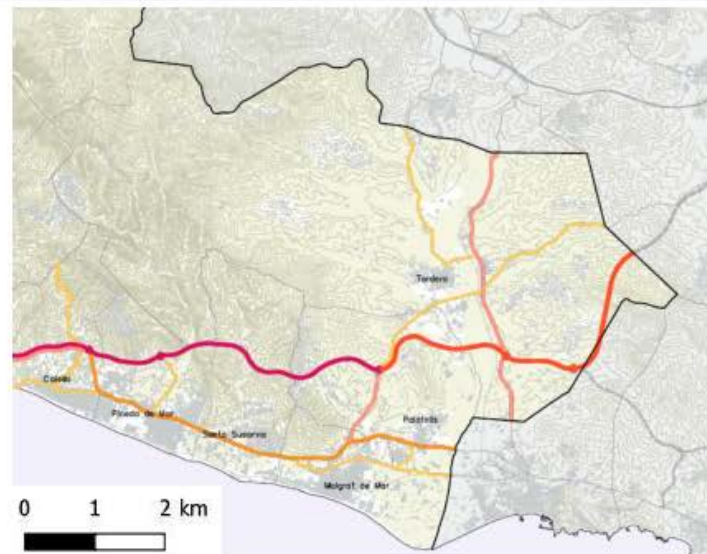 Tordera
Calella
Pineda de Mar
Santa Susanna
Palafolls
Malgrat de Mar
0 1 2 km